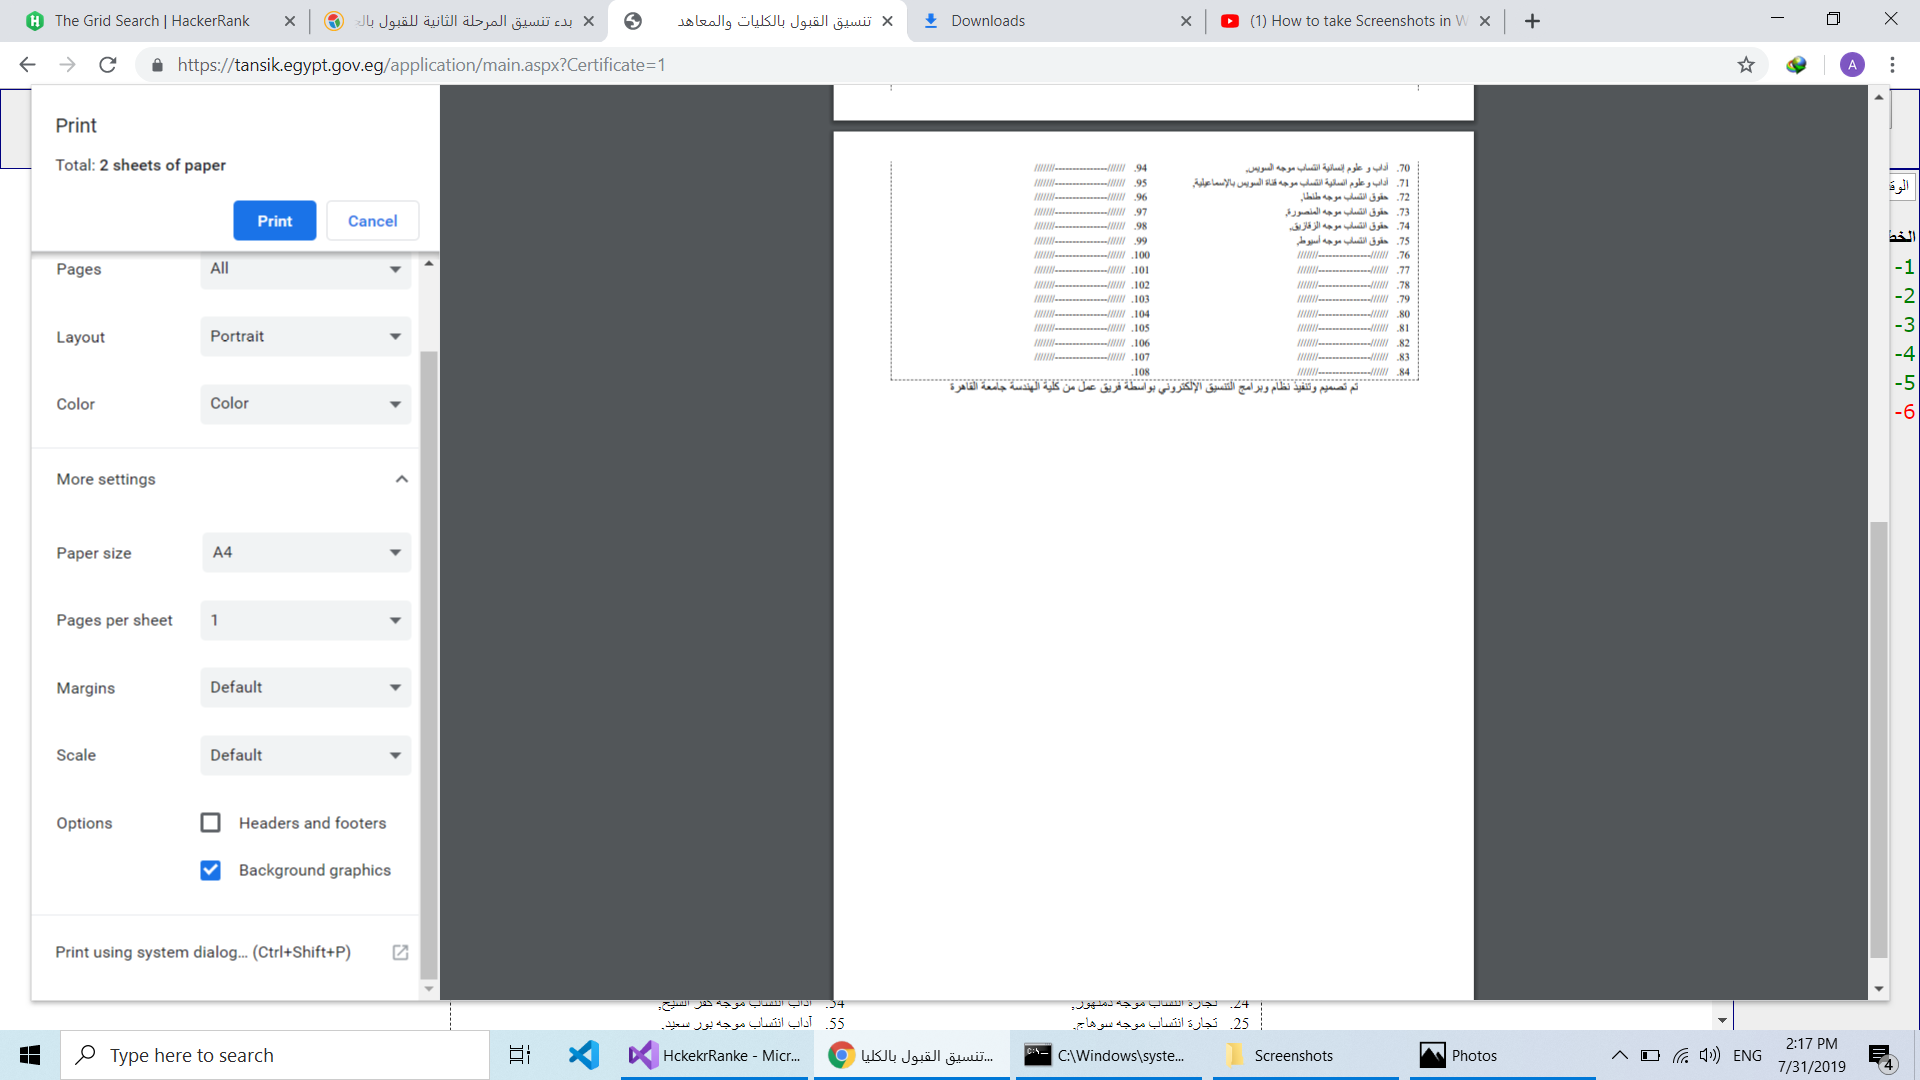 The Grid Search | HackerRank
بدء تنسيق المرحلة الثانية للقبول بال
تنسيق القبول بالكليات والمعاهد
Downloads
(1) How to take Screenshots in W
https://tansik.egypt.gov.eg/application/main.aspx?Certificate=1
A
Print
Total: 2 sheets of paper
Print
Cancel
Pages
All
Layout
Portrait
Color
Color
More settings
Paper size
A4
Pages per sheet
1
Margins
Default
Scale
Default
Options
Headers and footers
Background graphics
Print using system dialog... (Ctrl+Shift+P)
70. آداب و علوم إنسانية انتساب موجه السويس,
71. آداب وعلوم انسانية انتساب موجه قناة السويس بالإسماعيلية,
72. حقوق انتساب موجه طنطا,
73. حقوق انتساب موجه المنصورة,
74. حقوق انتساب موجه الزقازيق,
75. حقوق انتساب موجه أسيوط,
76. //////---------------///////
77. //////---------------///////
78. //////---------------///////
79. //////---------------///////
80. //////---------------///////
81. //////---------------///////
82. //////---------------///////
83. //////---------------///////
84. //////---------------///////
94. //////---------------///////
95. //////---------------///////
96. //////---------------///////
97. //////---------------///////
98. //////---------------///////
99. //////---------------///////
100. //////---------------///////
101. //////---------------///////
102. //////---------------///////
103. //////---------------///////
104. //////---------------///////
105. //////---------------///////
106. //////---------------///////
107. //////---------------///////
108.
تم تصميم وتنفيذ نظام وبرامج التنسيق الإلكتروني بواسطة فريق عمل من كلية الهندسة جامعة القاهرة
-1
-2
-3
-4
-5
-6
24. تجارة انتساب موجه دمنهور,
54. آداب انتساب موجه كفر الشيخ,
25. تجارة انتساب موجه سوهاج,
55. آداب انتساب موجه بور سعيد,
Type here to search
HckekrRanke - Micr...
تنسيق القبول بالكليا...
C:\Windows\syste...
Screenshots
Photos
ENG
2:17 PM
7/31/2019
4